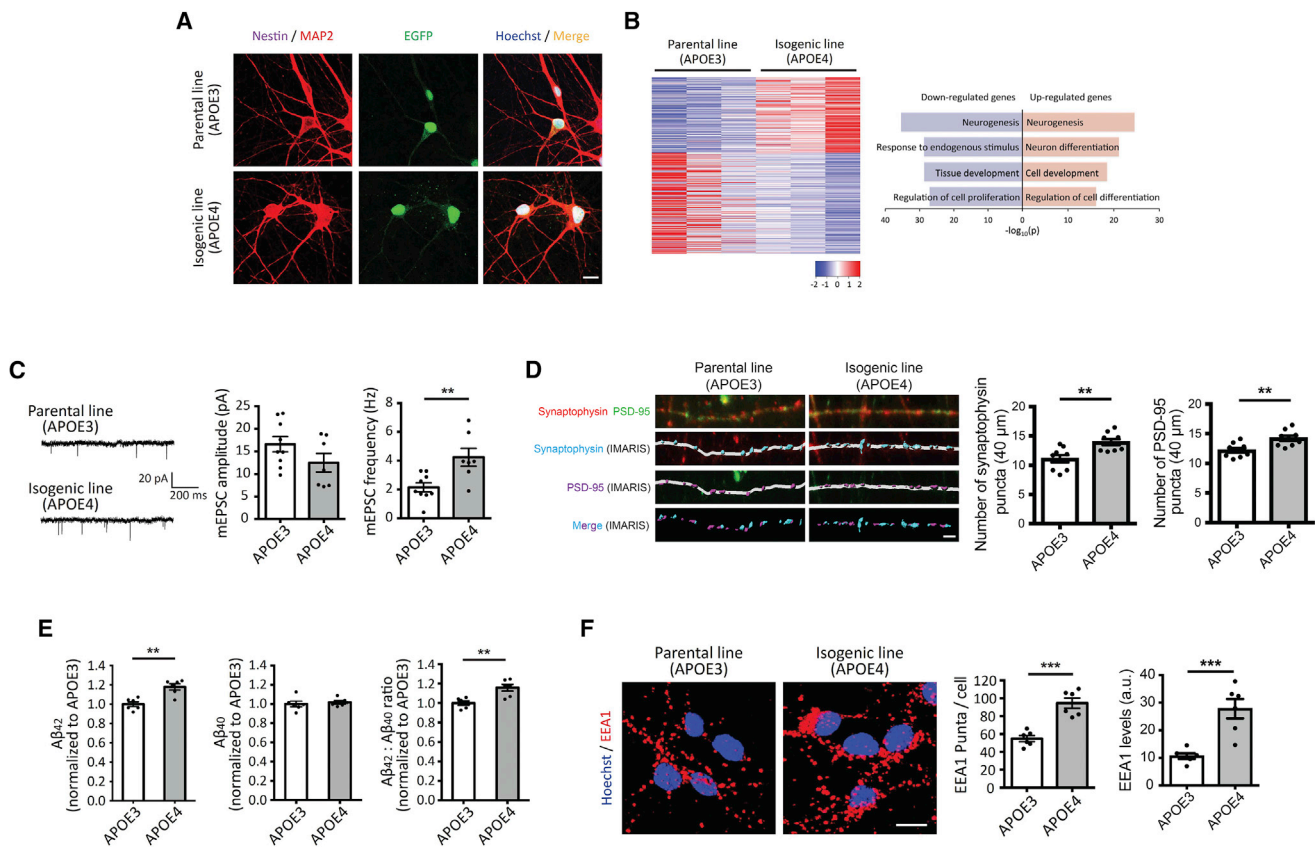 A
Nestin / MAP2
EGFP
Hoechst / Merge
Parental line
(APOE3)
Isogenic line
(APOE4)
B
Parental line
(APOE3)
Isogenic line
(APOE4)
-2 -1 0 1 2
Down-regulated genes
Up-regulated genes
Neurogenesis
Neurogenesis
Response to endogenous stimulus
Neuron differentiation
Tissue development
Cell development
Regulation of cell proliferation
Regulation of cell differentiation
40 30 20 10 0 10 20 30
-log10(p)
C
Parental line
(APOE3)
Isogenic line
(APOE4)
20 pA
200 ms
mEPSC amplitude (pA)
25
20
15
10
5
0
APOE3
APOE4
mEPSC frequency (Hz)
**
8
6
4
2
0
APOE3
APOE4
D
Parental line
(APOE3)
Isogenic line
(APOE4)
Synaptophysin PSD-95
Synaptophysin (IMARIS)
PSD-95 (IMARIS)
Merge (IMARIS)
Number of synaptophysin
puncta (40 μm)
**
20
15
10
5
0
APOE3
APOE4
Number of PSD-95
puncta (40 μm)
**
20
15
10
5
0
APOE3
APOE4
E
Aβ42
(normalized to APOE3)
**
1.4
1.2
1.0
0.8
0.6
0.4
0.2
0.0
APOE3
APOE4
Aβ40
(normalized to APOE3)
1.4
1.2
1.0
0.8
0.6
0.4
0.2
0.0
APOE3
APOE4
Aβ42 : Aβ40 ratio
(normalized to APOE3)
**
1.4
1.2
1.0
0.8
0.6
0.4
0.2
0.0
APOE3
APOE4
F
Parental line
(APOE3)
Isogenic line
(APOE4)
Hoechst / EEA1
EEA1 Punta / cell
***
120
100
80
60
40
20
0
APOE3
APOE4
EEA1 levels (a.u.)
***
40
30
20
10
0
APOE3
APOE4